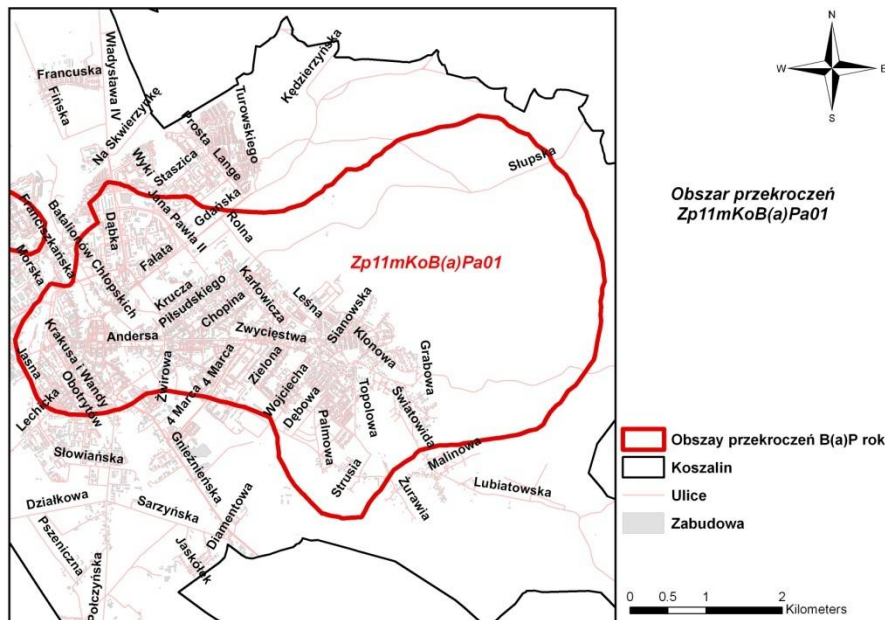 Francuska
Fińska
Władysława IV
Na Skwierzynkę
Kędzierzyńska
Turowskiego
Prosta
Lange
Staszica
Wyki
Słupska
Franciszkańska
Morska
Batalionów Chłopskich
Dąbka
Jana Pawła II
Gdańska
Rolna
Fałata
Zp11mKoB(a)Pa01
Krucza
Piłsudskiego
Chopina
Karłowicza
Leśna
Sianowska
Klonowa
Grabowa
Andersa
Zwycięstwa
Jasna
Krakusa i Wandy
Obotrytów
Lechicka
Żwirowa
4 Marca
4 Marca
Zielona
Wojciecha
Dębowa
Palmowa
Topolowa
Światowida
Malinowa
Strusia
Żurawia
Lubiatowska
Słowiańska
Gnieźnieńska
Działkowa
Sarzyńska
Pszeniczna
Połczyńska
Jaskółek
Diamentowa
N
W
E
S
Obszar przekroczeń
Zp11mKoB(a)Pa01
Obszay przekroczeń B(a)P rok
Koszalin
Ulice
Zabudowa
0 0.5 1 2
Kilometers